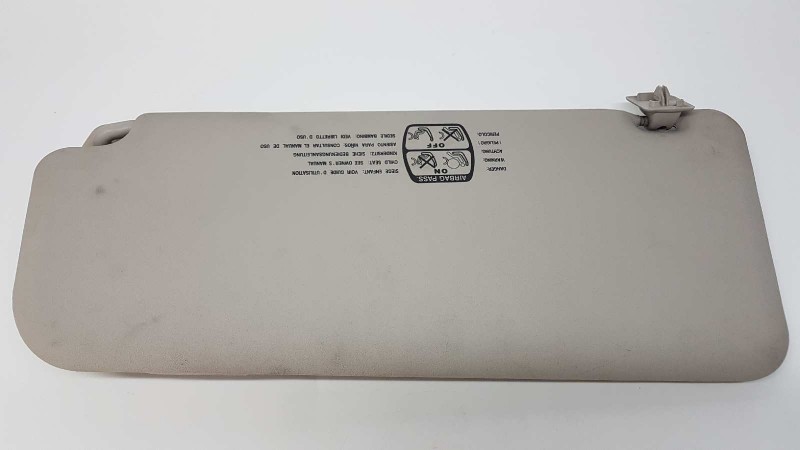 DANGER:
WARNING:
ACHTUNG:
! PELIGRO !
PERICOLO:
AIRBAG PASS.
ON
OFF
SIEGE ENFANT: VOIR GUIDE D UTILISATION
CHILD SEAT: SEE OWNER S MANUAL
KINDERSITZ: SIEHE BEDIENUNGSANLEITUNG
ASIENTO PARA NIÑOS: CONSULTAR EL MANUAL DE USO
SEDILE BAMBINO: VEDI LIBRETTO D USO